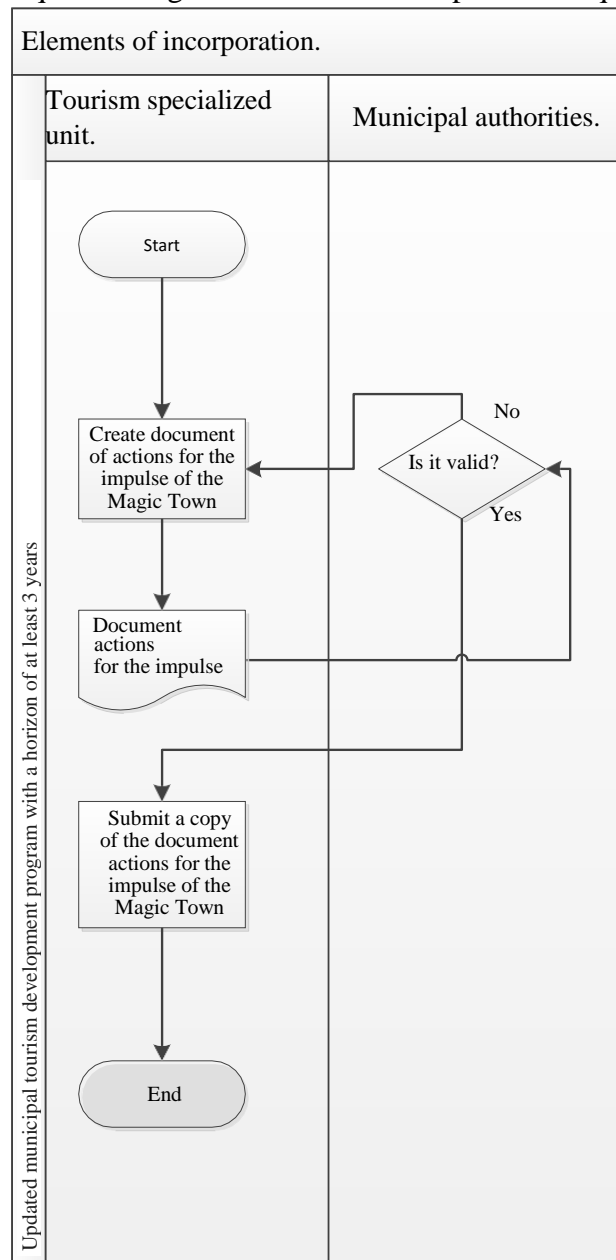 Elements of incorporation.
Tourism specialized
unit.
Municipal authorities.
Updated municipal tourism development program with a horizon of at least 3 years
Start
Create document
of actions for the
impulse of the
Magic Town
No
Is it valid?
Yes
Document
actions
for the impulse
Submit a copy
of the document
actions for the
impulse of the
Magic Town
End